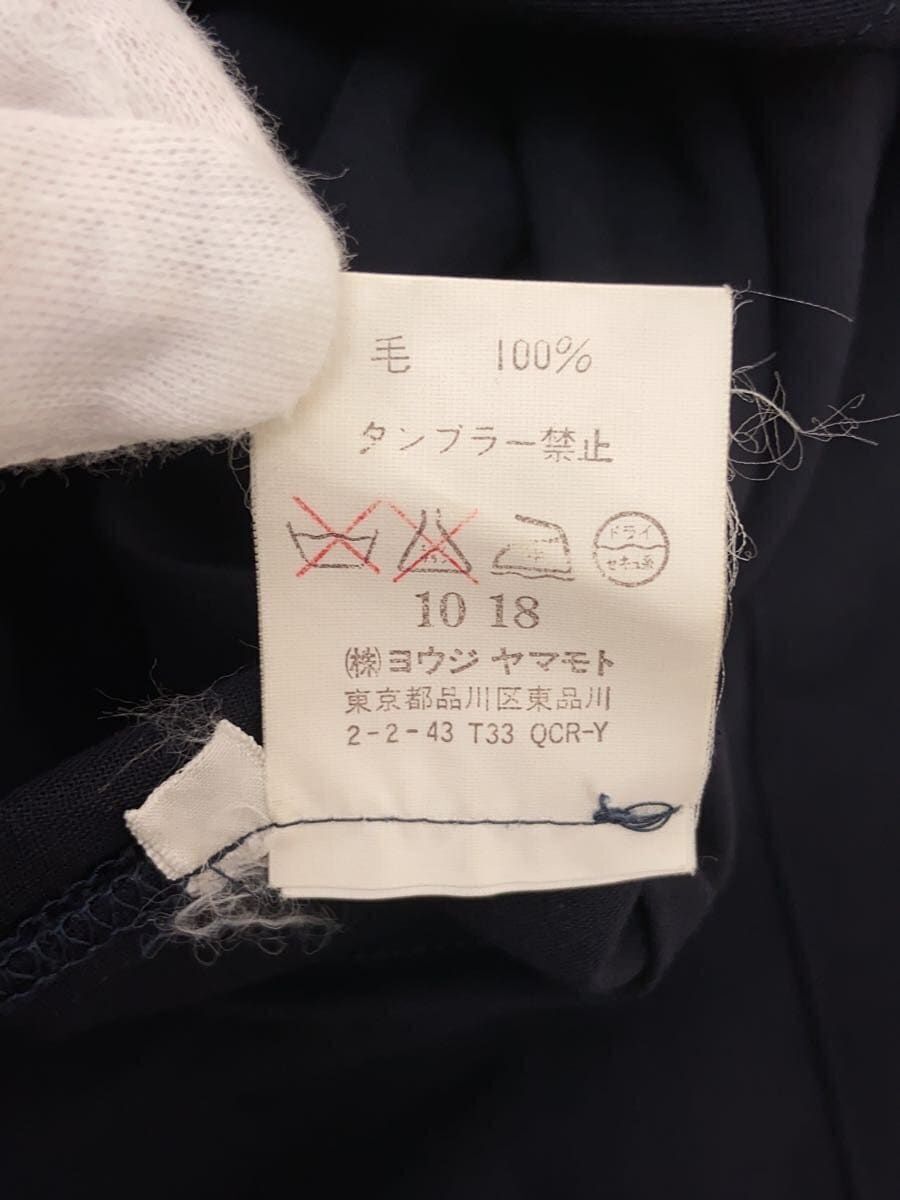 毛 100%
タンブラー禁止
ドライ
セキユ系
10 18
㈱ヨウジ ヤマモト
東京都品川区東品川
2-2-43 T33 QCR-Y